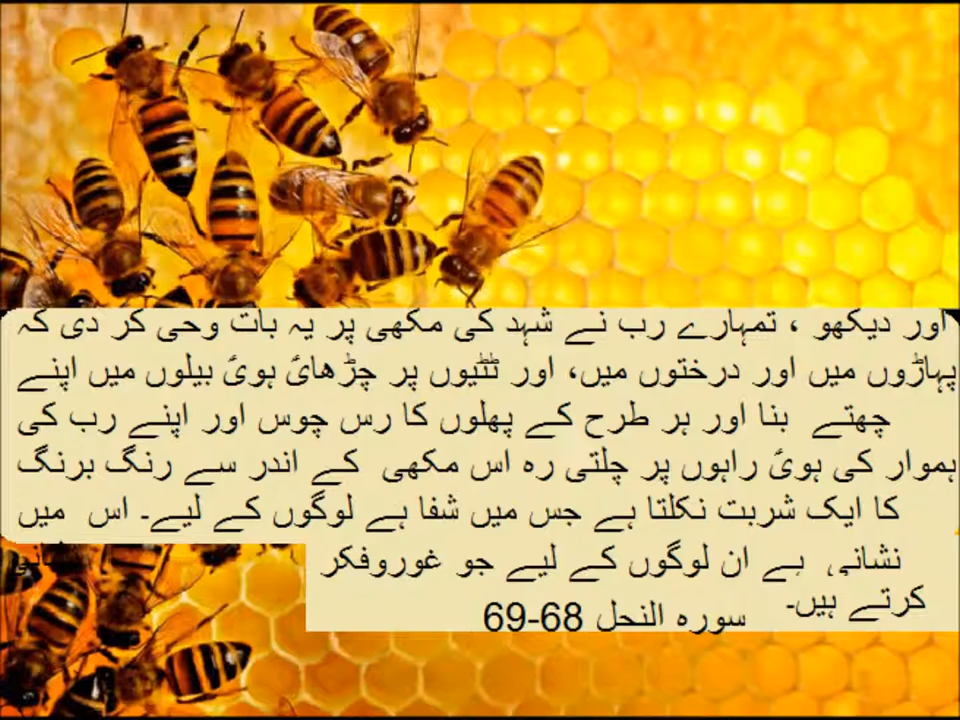 اور دیکھو ، تمہارے رب نے شہد کی مکھی پر یہ بات وحی کر دی کہ
پہاڑوں میں اور درختوں میں، اور ٹٹیوں پر چڑھائ ہوئ بیلوں میں اپنے
چھتے بنا اور ہر طرح کے پھلوں کا رس چوس اور اپنے رب کی
ہموار کی ہوئ راہوں پر چلتی رہ اس مکھی کے اندر سے رنگ برنگ
کا ایک شربت نکلتا ہے جس میں شفا ہے لوگوں کے لیے۔ اس میں
نشانی ہے ان لوگوں کے لیے جو غوروفکر
کرتے ہیں۔
سورہ النحل 68-69